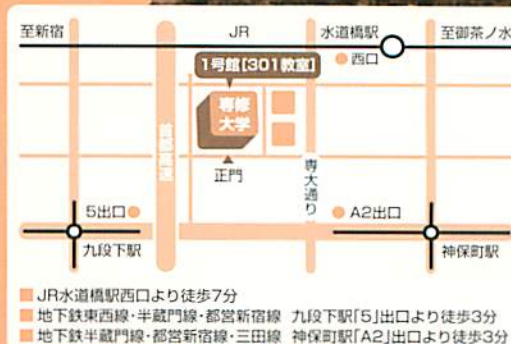 至新宿
JR
水道橋駅
至御茶ノ水
西口
1号館[301教室]
専修
大学
首都高速
正門
専大通り
5出口
A2出口
九段下駅
神保町駅
JR水道橋駅西口より徒歩7分
地下鉄東西線・半蔵門線・都営新宿線 九段下駅「5」出口より徒歩3分
地下鉄半蔵門線・都営新宿線・三田線 神保町駅「A2」出口より徒歩3分